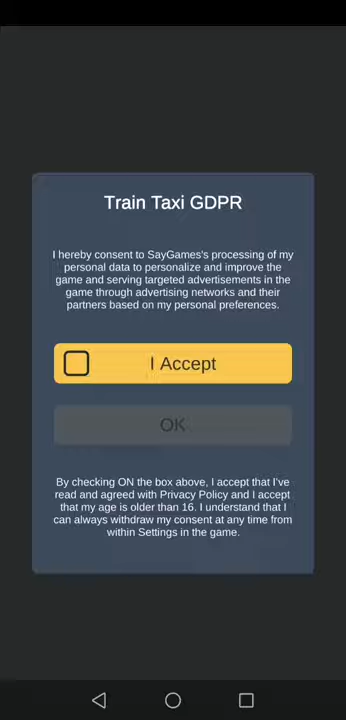 Train Taxi GDPR
I hereby consent to SayGames's processing of my
personal data to personalize and improve the
game and serving targeted advertisements in the
game through advertising networks and their
partners based on my personal preferences.
I Accept
OK
By checking ON the box above, I accept that I've
read and agreed with Privacy Policy and I accept
that my age is older than 16. I understand that I
can always withdraw my consent at any time from
within Settings in the game.